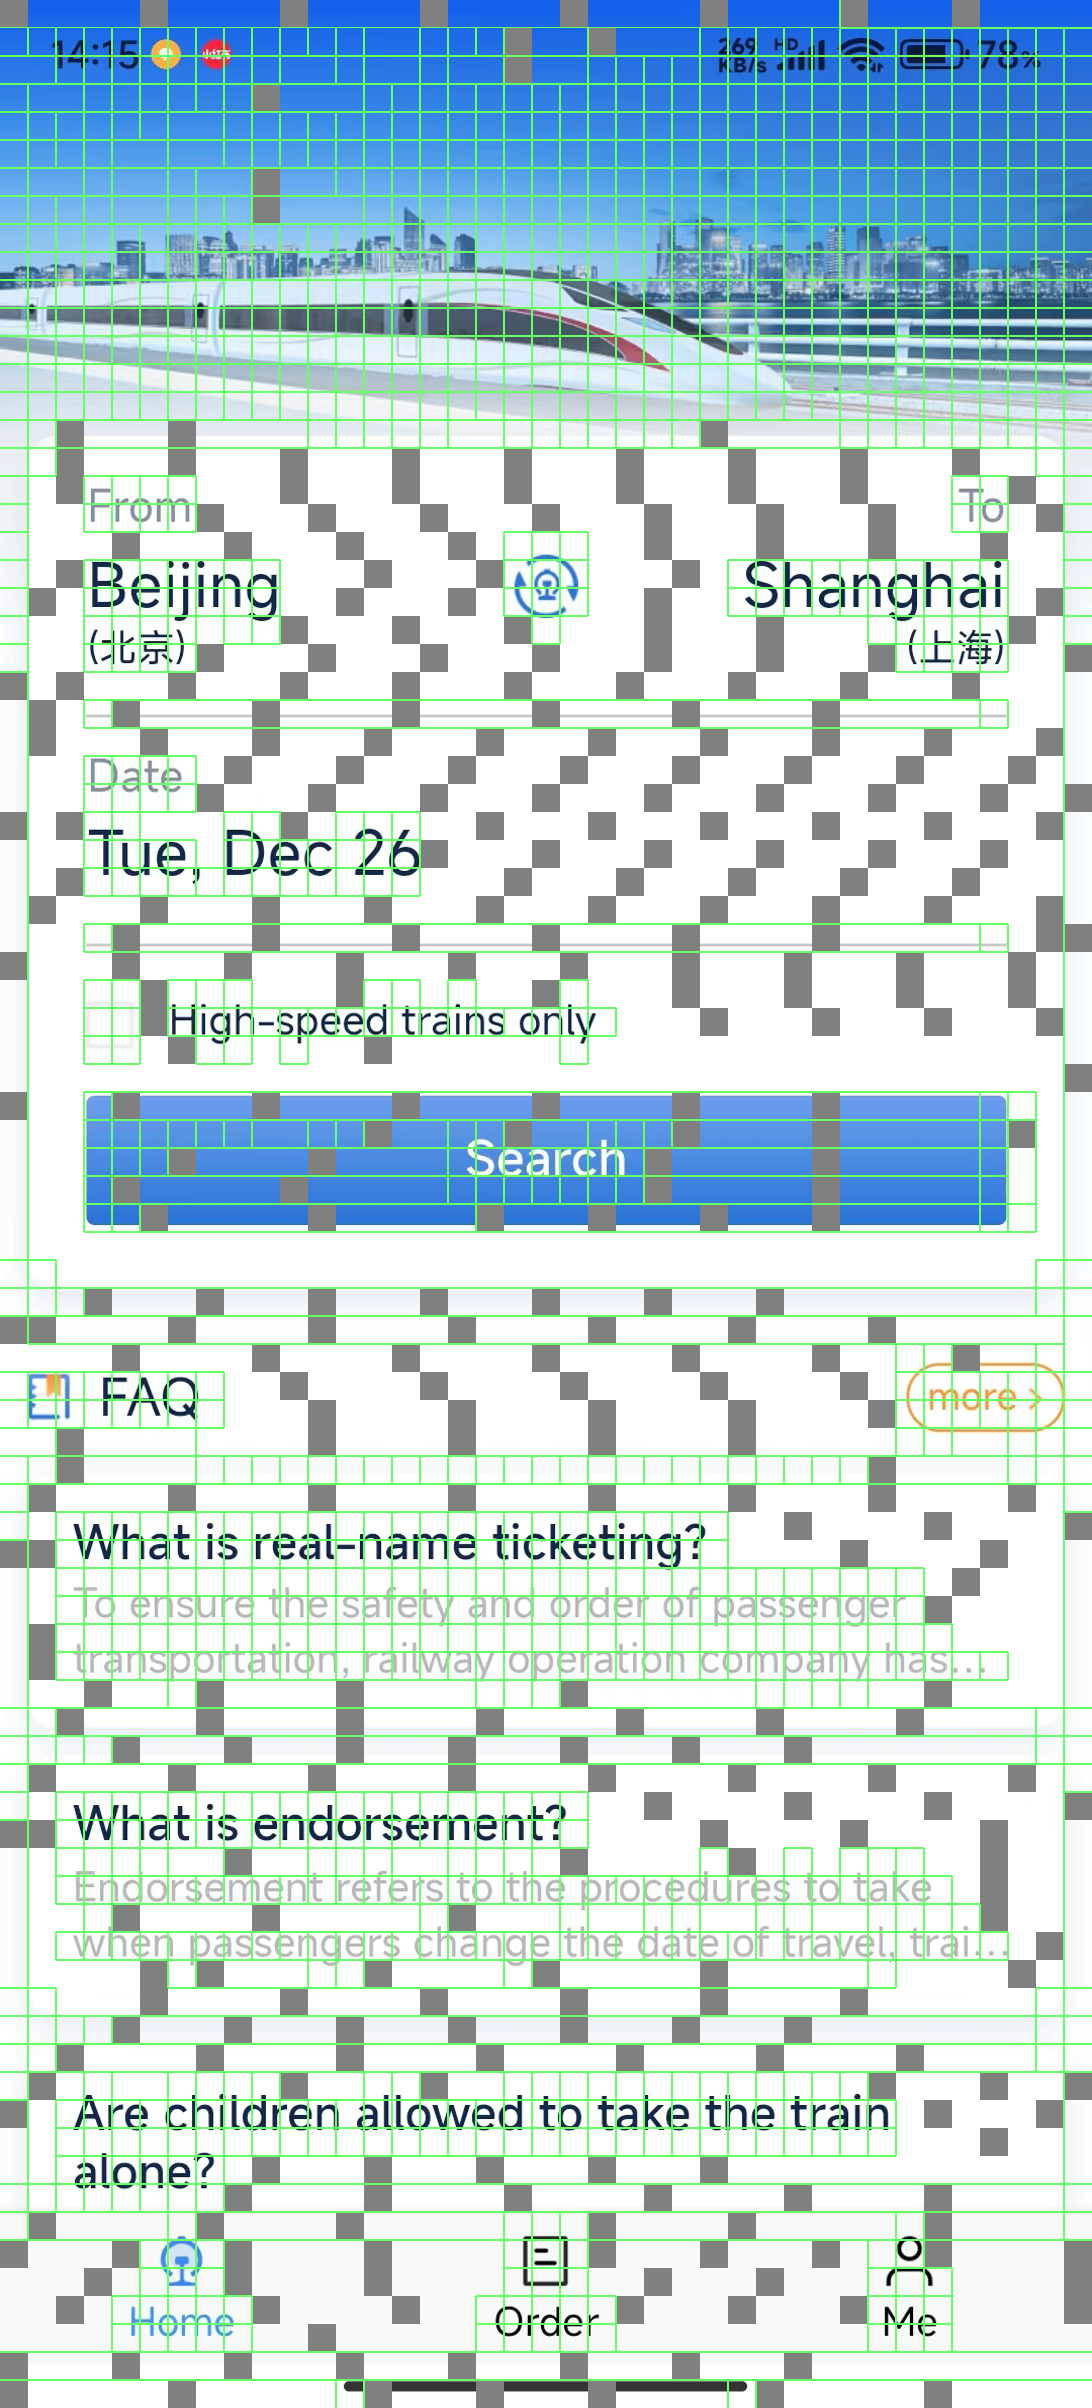 14:15
269 KB/s HD 78%
From
To
Beijing
Shanghai
(北京)
(上海)
Date
Tue, Dec 26
High-speed trains only
Search
FAQ
more >
What is real-name ticketing?
To ensure the safety and order of passenger
transportation, railway operation company has...
What is endorsement?
Endorsement refers to the procedures to take
when passengers change the date of travel, trai...
Are children allowed to take the train
alone?
Home
Order
Me